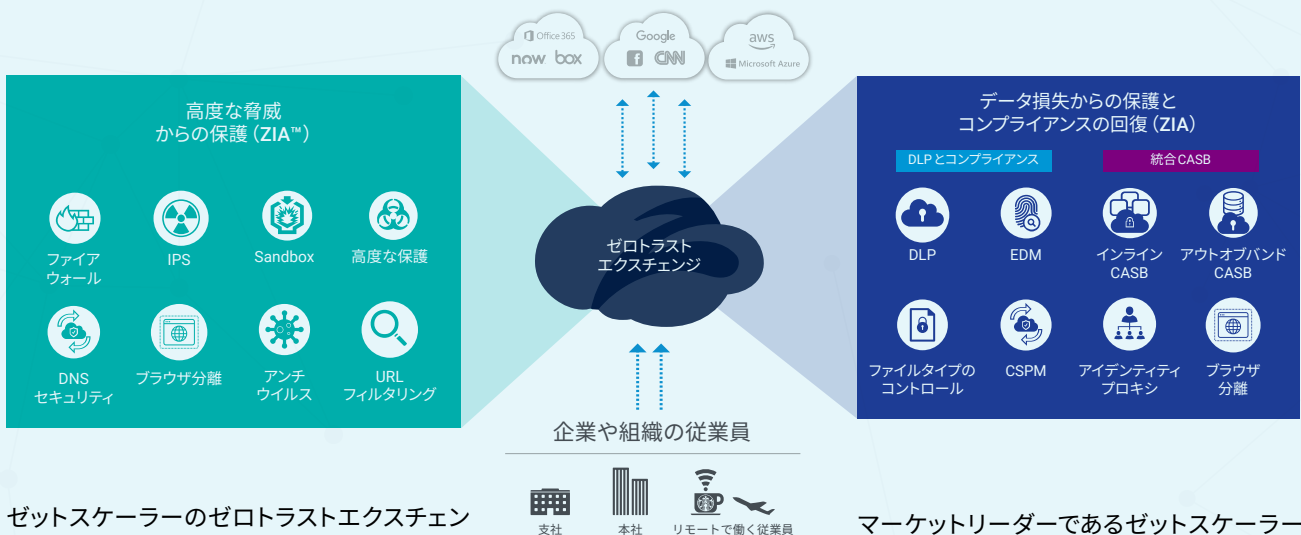 Office 365
now box
Google
CNN
aws
Microsoft Azure
高度な脅威
からの保護（ZIA™）
ファイア
ウォール
IPS
Sandbox
高度な保護
DNS
セキュリティ
ブラウザ分離
アンチ
ウイルス
URL
フィルタリング
ゼロトラスト
エクスチェンジ
データ損失からの保護と
コンプライアンスの回復（ZIA）
DLPとコンプライアンス
統合CASB
DLP
EDM
インライン
CASB
アウトオブバンド
CASB
ファイルタイプの
コントロール
CSPM
アイデンティティ
プロキシ
ブラウザ
分離
企業や組織の従業員
支社
本社
リモートで働く従業員
ゼットスケーラーのゼロトラストエクスチェン
マーケットリーダーであるゼットスケーラー